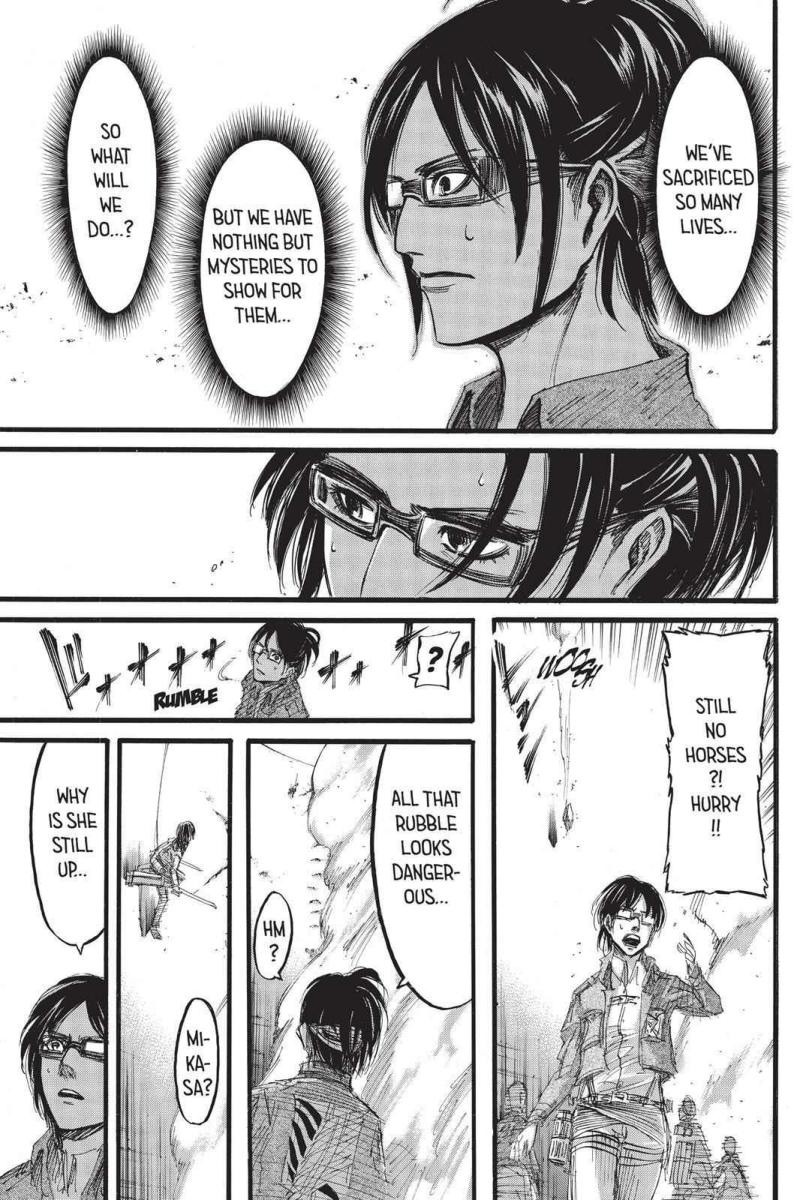 WE'VE
SACRIFICED
SO MANY
LIVES...
BUT WE HAVE
NOTHING BUT
MYSTERIES TO
SHOW FOR
THEM...
SO
WHAT
WILL
WE
DO...?
STILL
NO
HORSES
?!
HURRY
!!
WOOSH
?
RUMBLE
ALL THAT
RUBBLE
LOOKS
DANGER-
OUS...
HM
?
MI-
KA-
SA?
WHY
IS SHE
STILL
UP...